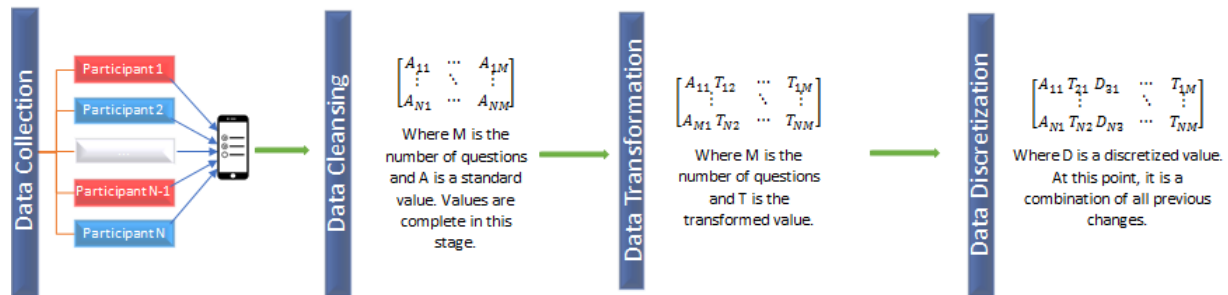 Data Collection
Participant 1
Participant 2
...
Participant N-1
Participant N
Data Cleansing
A11 ⋯ A1M
⋮ ⋱ ⋮
AN1 ⋯ ANM
Where M is the
number of questions
and A is a standard
value. Values are
complete in this
stage.
Data Transformation
A11 T12 ⋯ T1M
⋮ ⋱ ⋮
AM1 TN2 ⋯ TNM
Where M is the
number of questions
and T is the
transformed value.
Data Discretization
A11 T21 D31 ⋯ T1M
⋮ ⋱ ⋮
AN1 TN2 DN3 ⋯ TNM
Where D is a discretized value.
At this point, it is a
combination of all previous
changes.